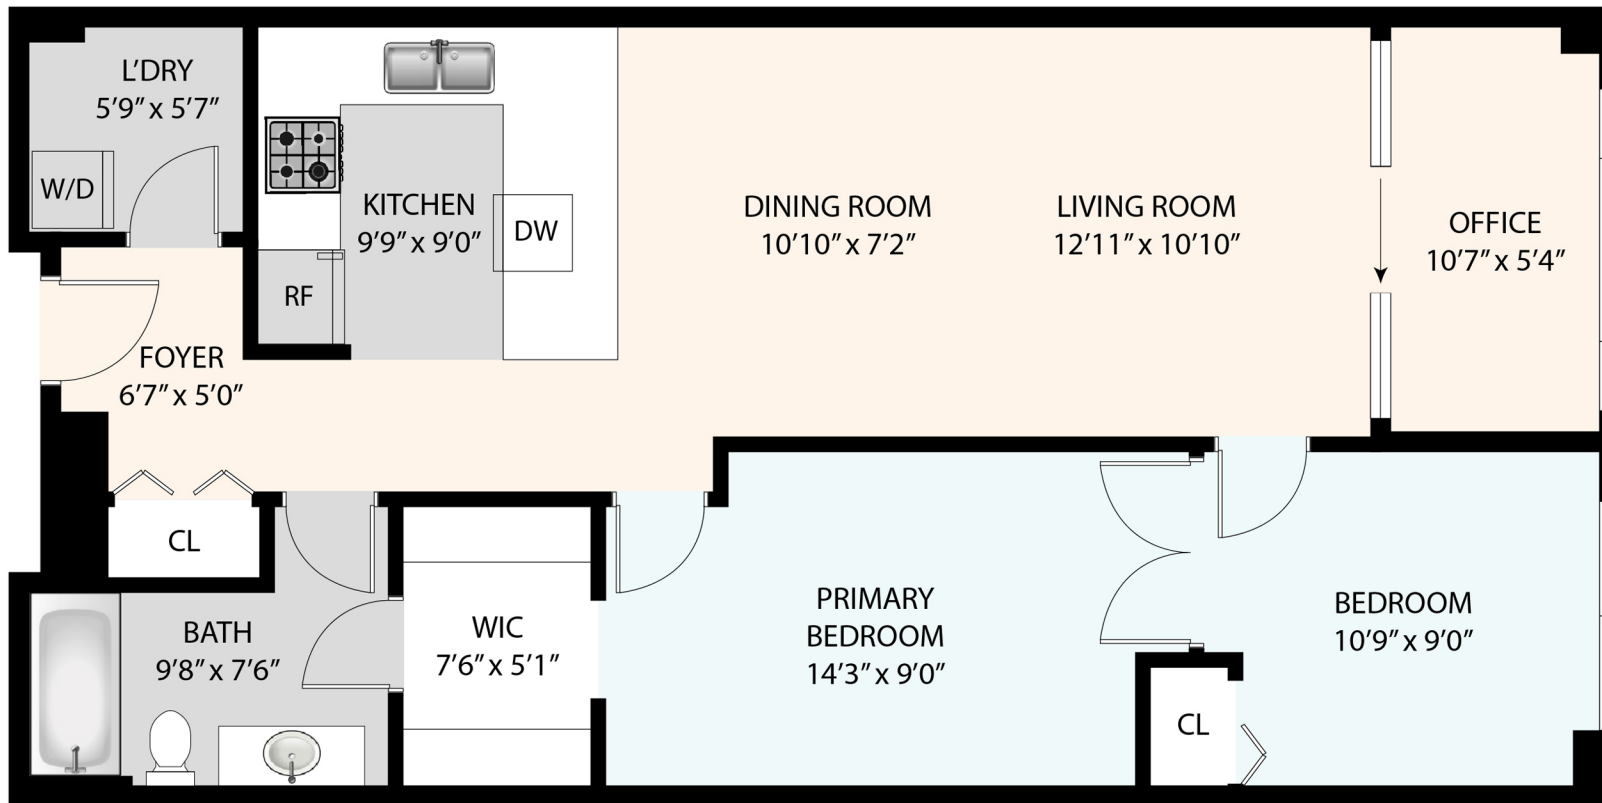 L’DRY
5’9” x 5’7”
W/D
KITCHEN
9’9” x 9’0”
DW
RF
DINING ROOM
10’10” x 7’2”
LIVING ROOM
12’11” x 10’10”
OFFICE
10’7” x 5’4”
FOYER
6’7” x 5’0”
CL
BATH
9’8” x 7’6”
WIC
7’6” x 5’1”
PRIMARY
BEDROOM
14’3” x 9’0”
BEDROOM
10’9” x 9’0”
CL